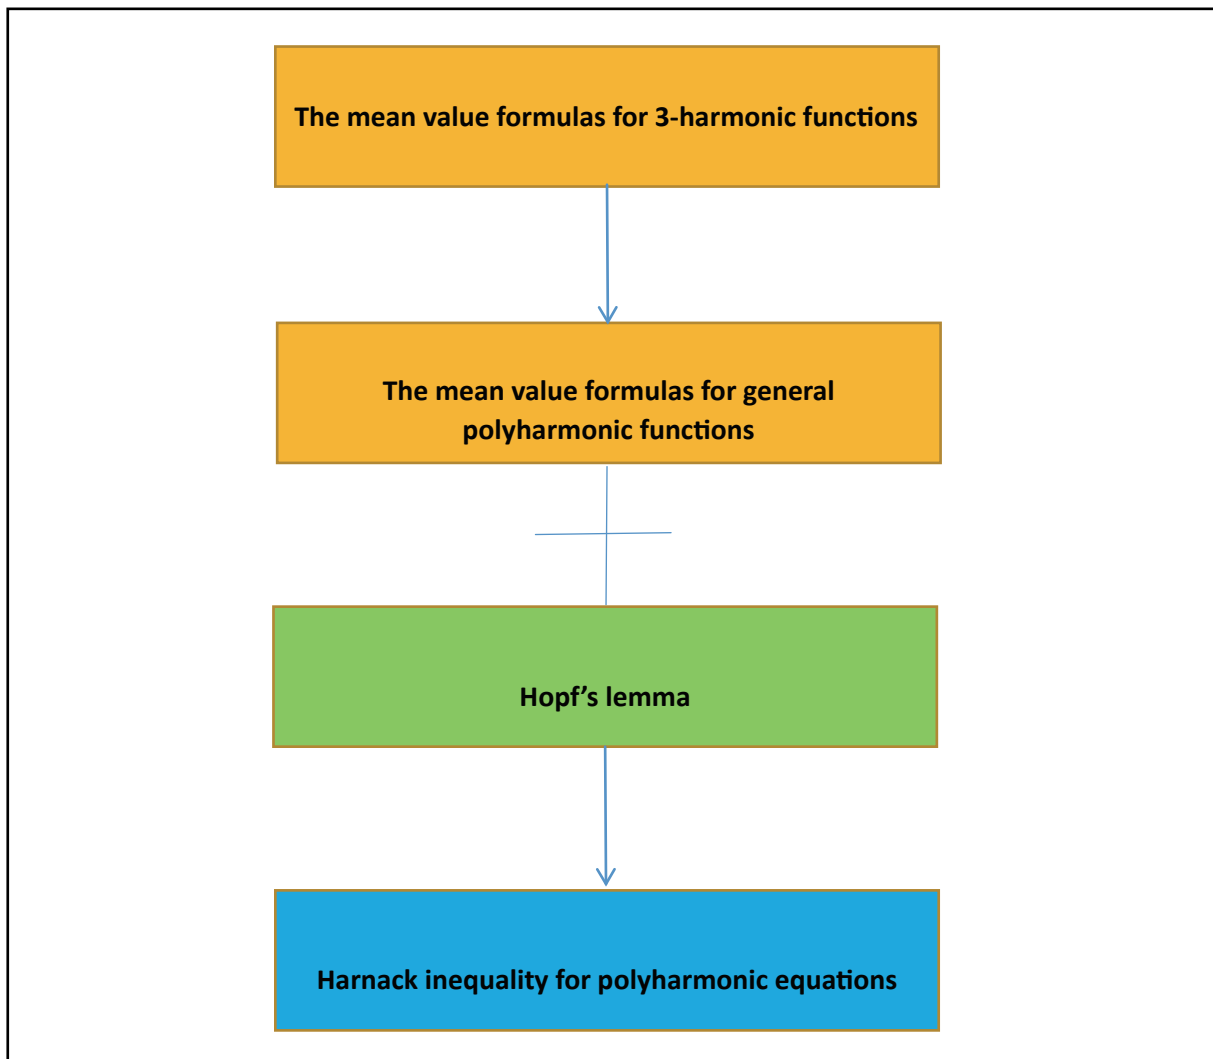 The mean value formulas for 3-harmonic functions
The mean value formulas for general
polyharmonic functions
Hopf’s lemma
Harnack inequality for polyharmonic equations